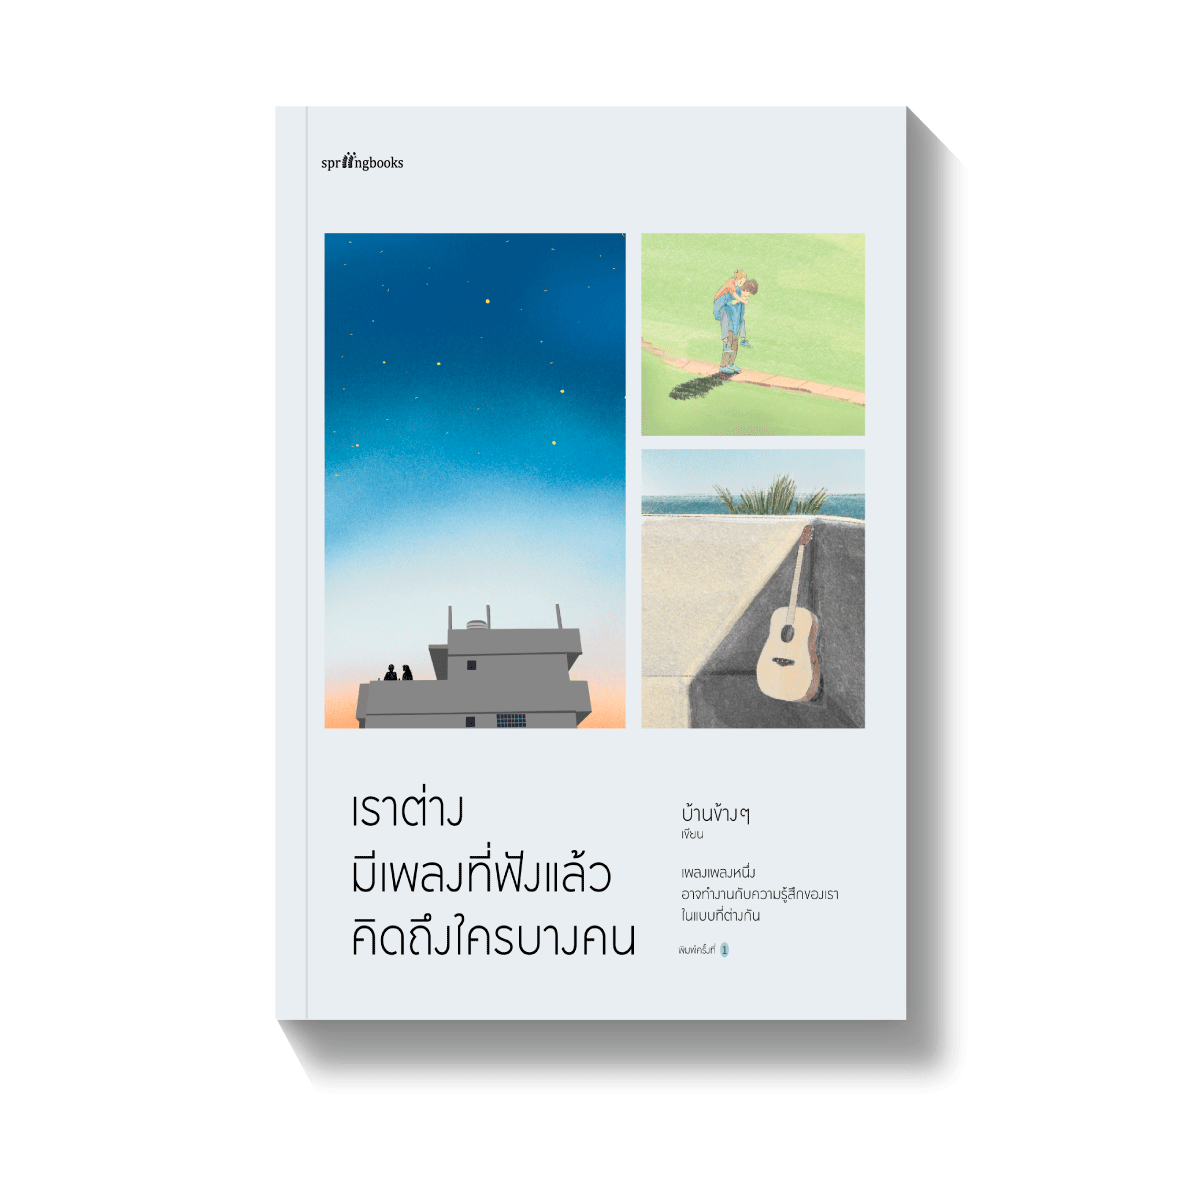 spriingbooks
เราต่าง
มีเพลงที่ฟังแล้ว
คิดถึงใครบางคน
บ้านข้างๆ
เขียน
เพลงเพลงหนึ่ง
อาจทำงานกับความรู้สึกของเรา
ในแบบที่ต่างกัน
พิมพ์ครั้งที่ 1